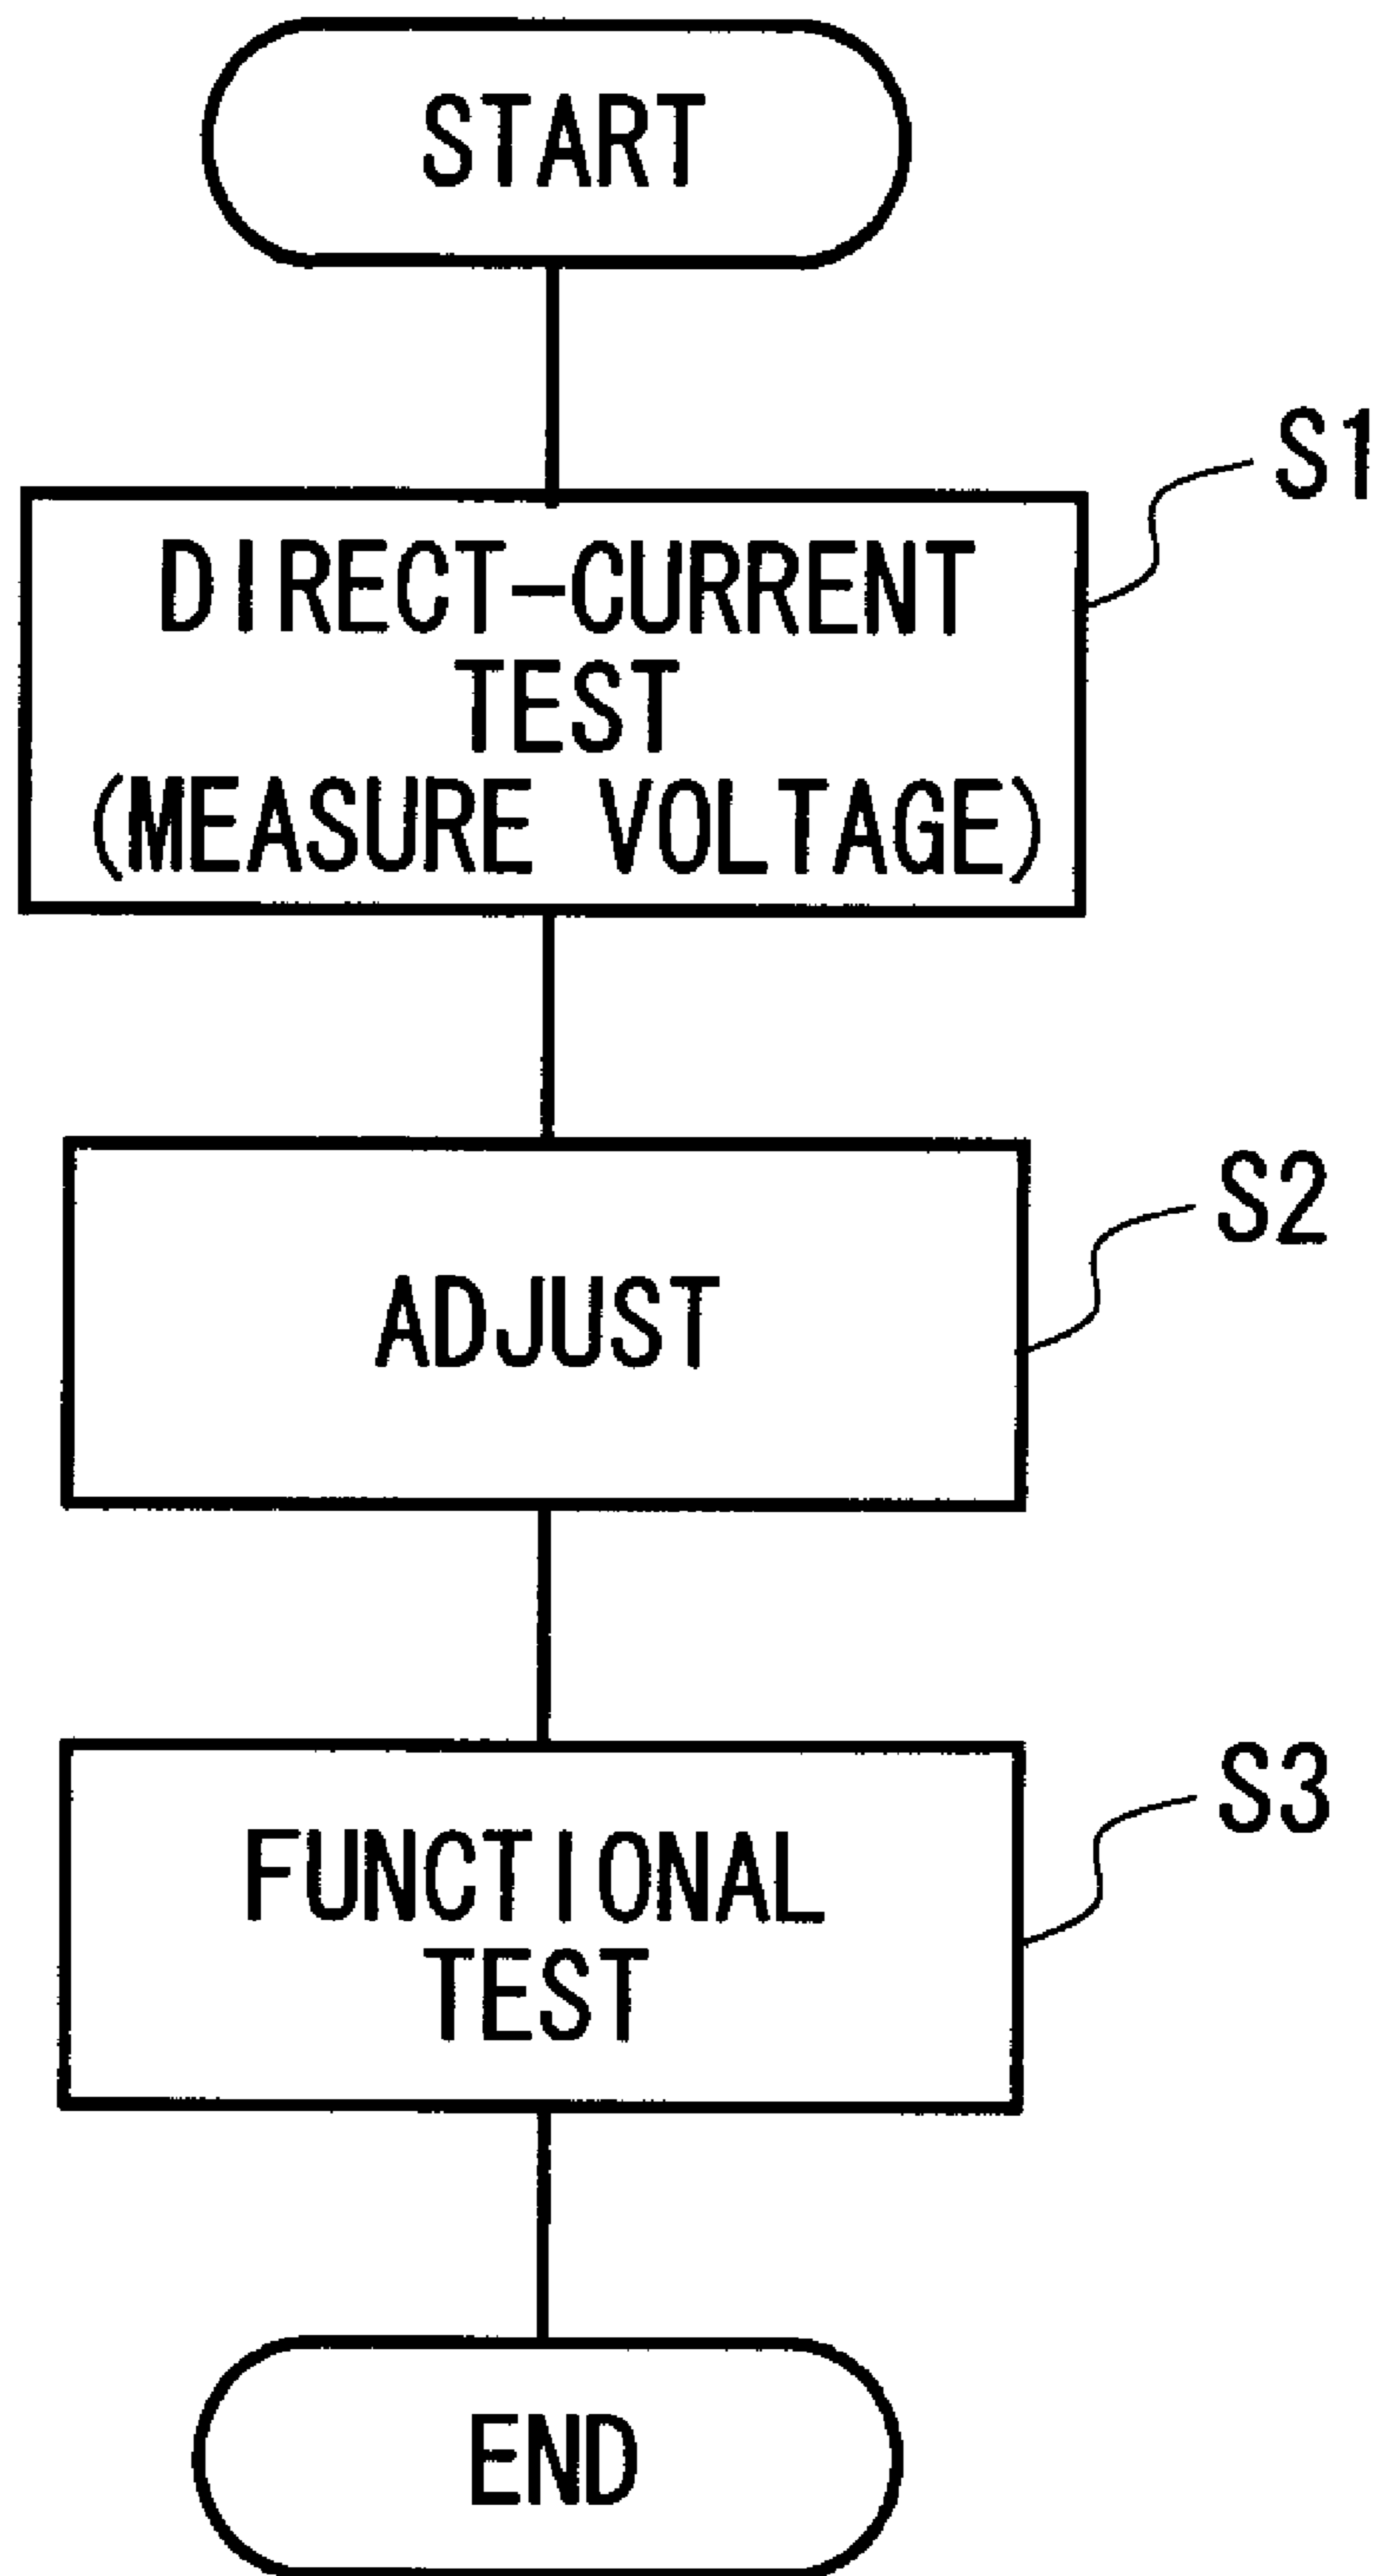 START
S1
DIRECT-CURRENT
TEST
(MEASURE VOLTAGE)
S2
ADJUST
S3
FUNCTIONAL
TEST
END